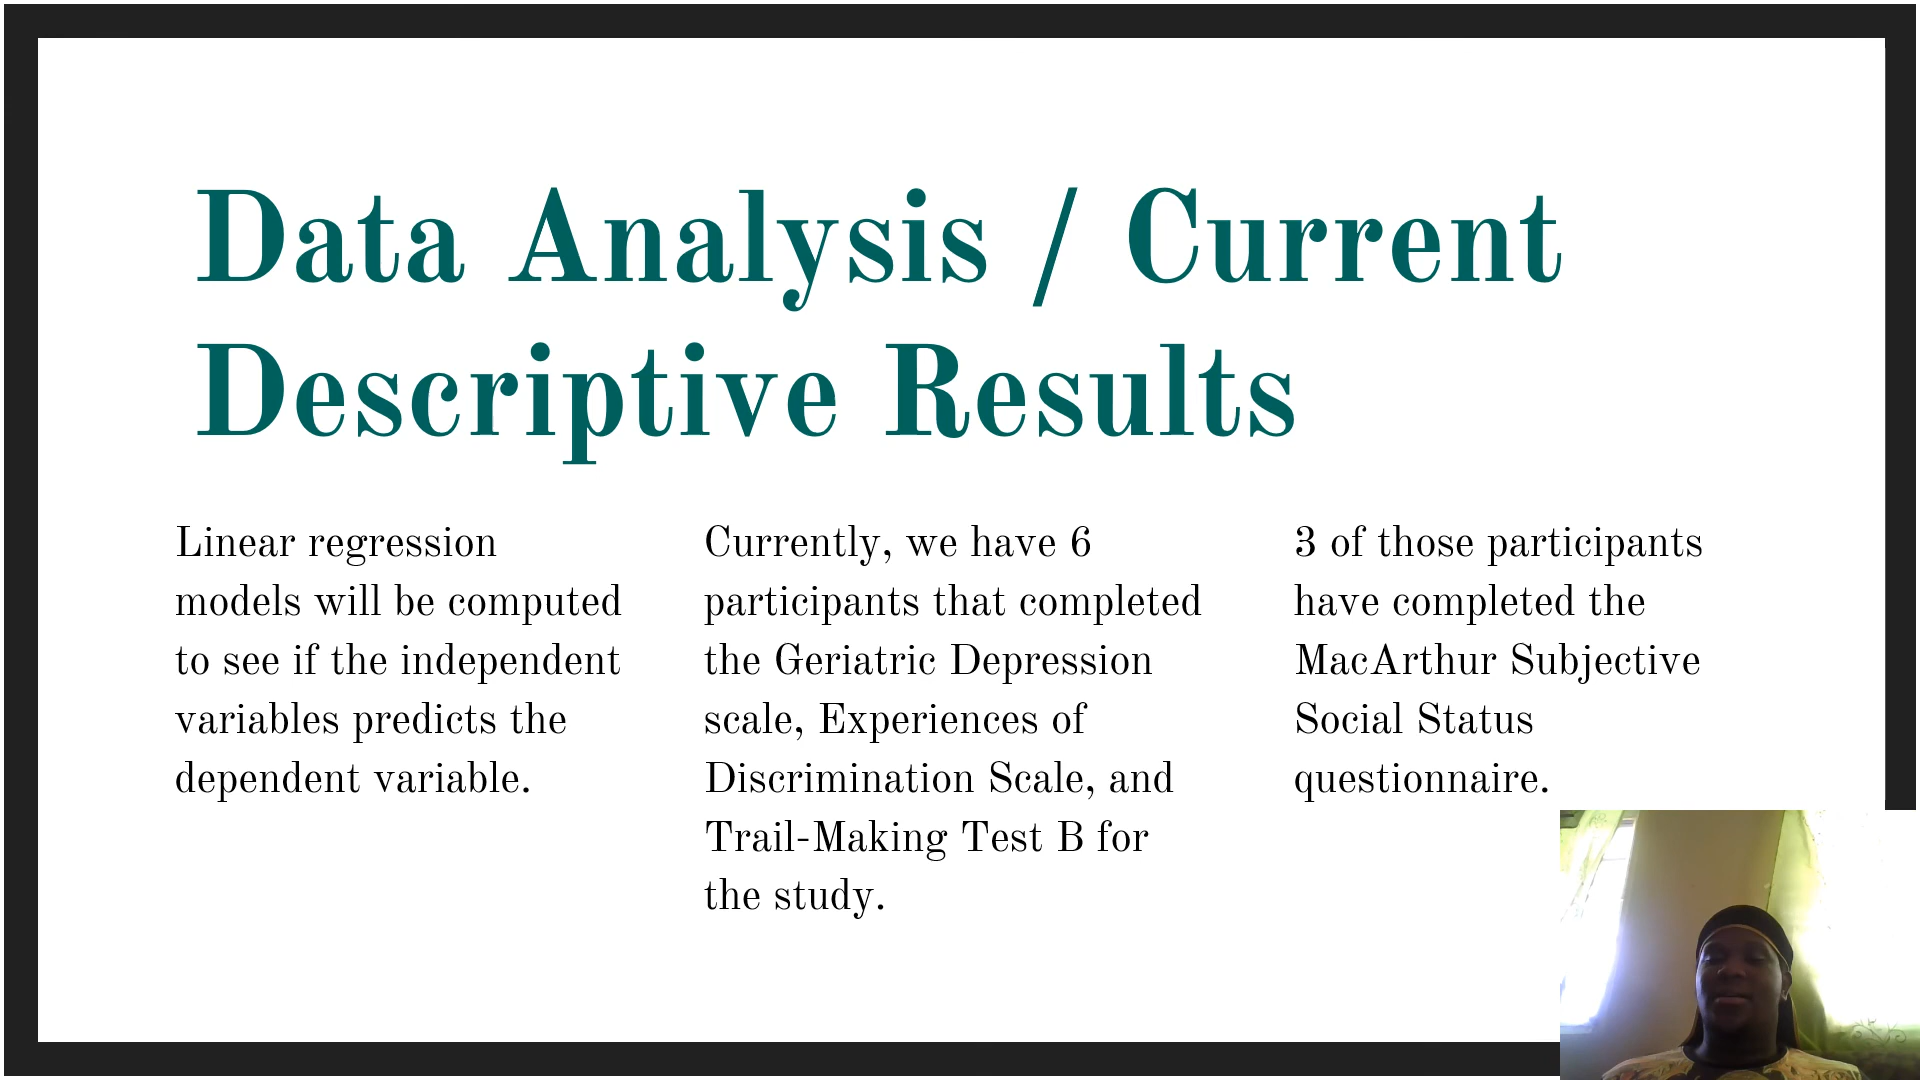 Data Analysis / Current
Descriptive Results
Linear regression
models will be computed
to see if the independent
variables predicts the
dependent variable.
Currently, we have 6
participants that completed
the Geriatric Depression
scale, Experiences of
Discrimination Scale, and
Trail-Making Test B for
the study.
3 of those participants
have completed the
MacArthur Subjective
Social Status
questionnaire.